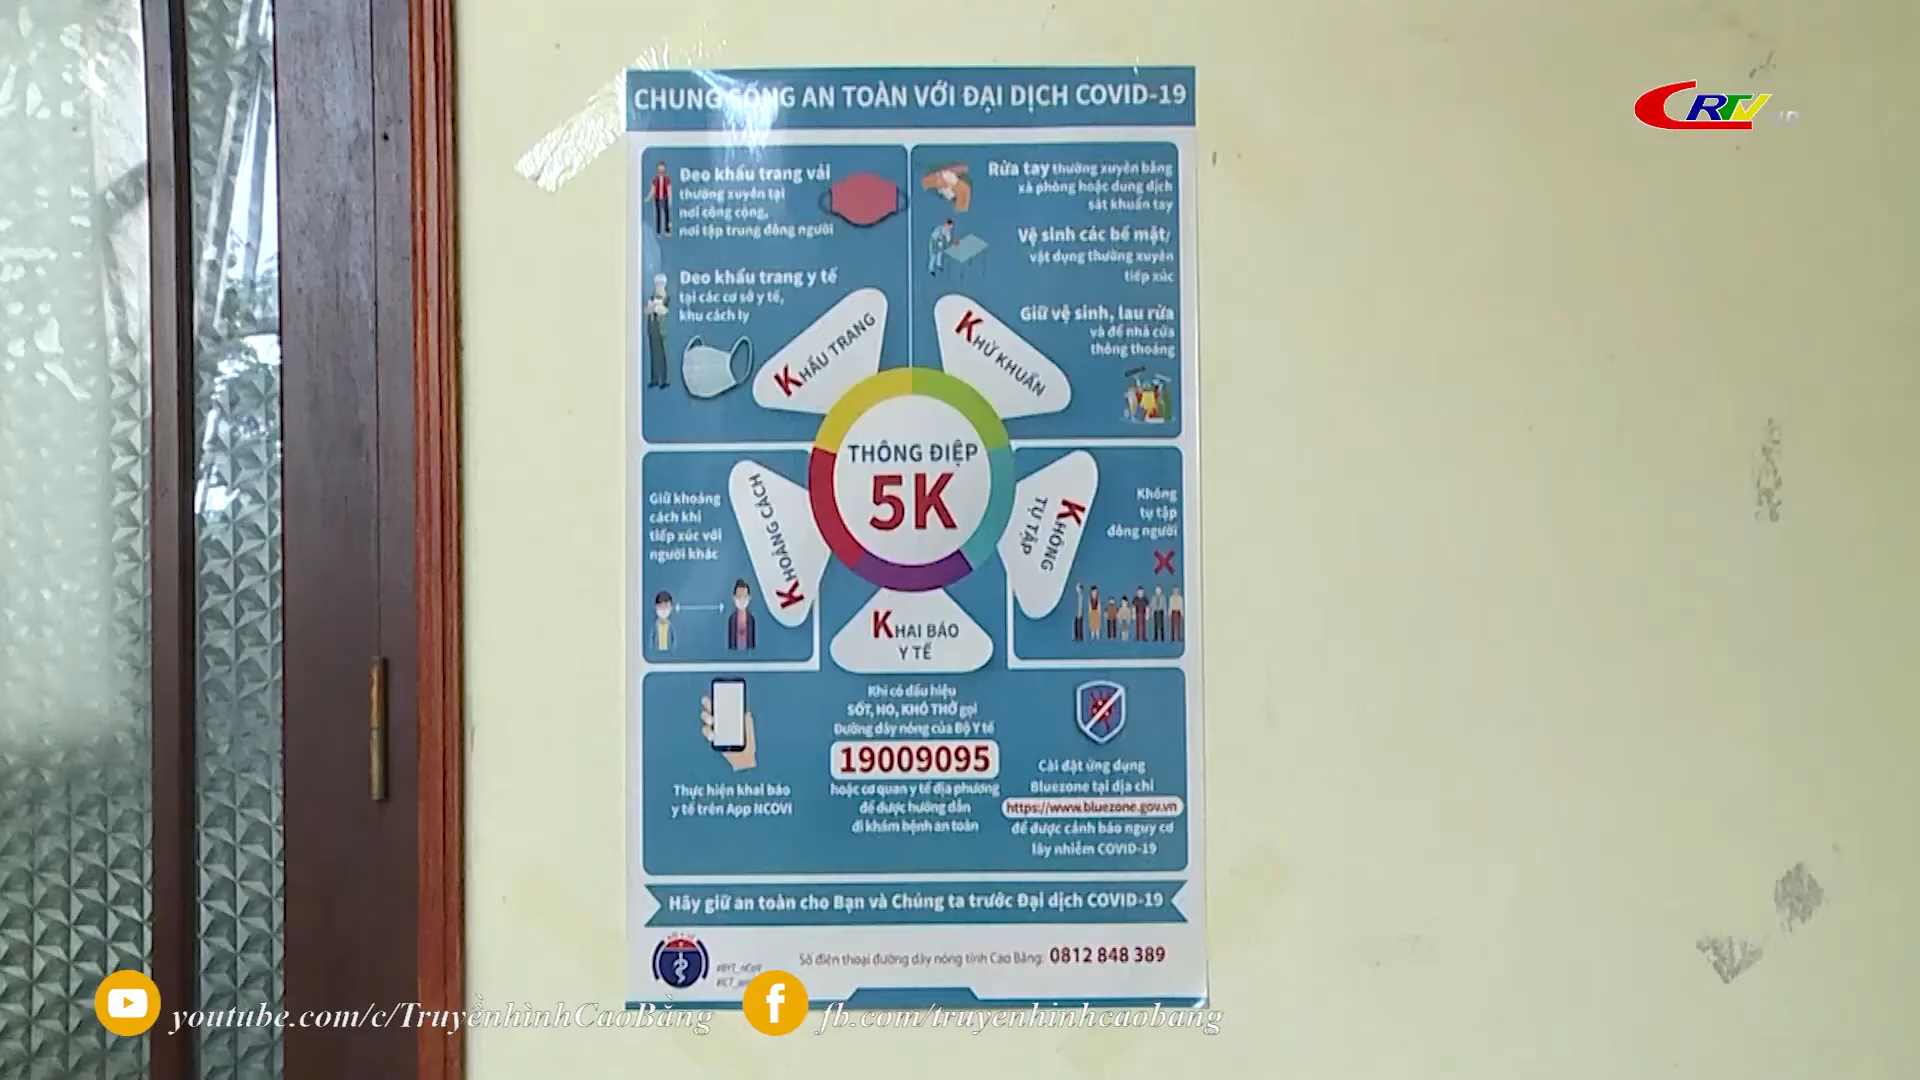 CRTV HD
CHUNG SỐNG AN TOÀN VỚI ĐẠI DỊCH COVID-19
Đeo khẩu trang vải
thường xuyên tại
nơi công cộng,
nơi tập trung đông người
Đeo khẩu trang y tế
tại các cơ sở y tế,
khu cách ly
KHẨU TRANG
Rửa tay thường xuyên bằng
xà phòng hoặc dung dịch
sát khuẩn tay
Vệ sinh các bề mặt/
vật dụng thường xuyên
tiếp xúc
Giữ vệ sinh, lau rửa
và để nhà cửa
thông thoáng
KHỬ KHUẨN
THÔNG ĐIỆP
5K
Giữ khoảng
cách khi
tiếp xúc với
người khác
KHOẢNG CÁCH
KHÔNG
TỤ TẬP
Không
tụ tập
đông người
KHAI BÁO
Y TẾ
Thực hiện khai báo
y tế trên App NCOVI
Khi có dấu hiệu
SỐT, HO, KHÓ THỞ gọi
Đường dây nóng của Bộ Y tế
19009095
hoặc cơ quan y tế địa phương
để được hướng dẫn
đi khám bệnh an toàn
Cài đặt ứng dụng
Bluezone tại địa chỉ
https://www.bluezone.gov.vn
để được cảnh báo nguy cơ
lây nhiễm COVID-19
Hãy giữ an toàn cho Bạn và Chúng ta trước Đại dịch COVID-19
Số điện thoại đường dây nóng tỉnh Cao Bằng: 0812 848 389
#BYT_nCoV
youtube.com/c/TruyềnhìnhCaoBằng
fb.com/truyenhinhcaobang